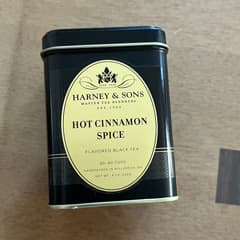 HARNEY & SONS
MASTER TEA BLENDERS
HOT CINNAMON
SPICE
FLAVORED BLACK TEA